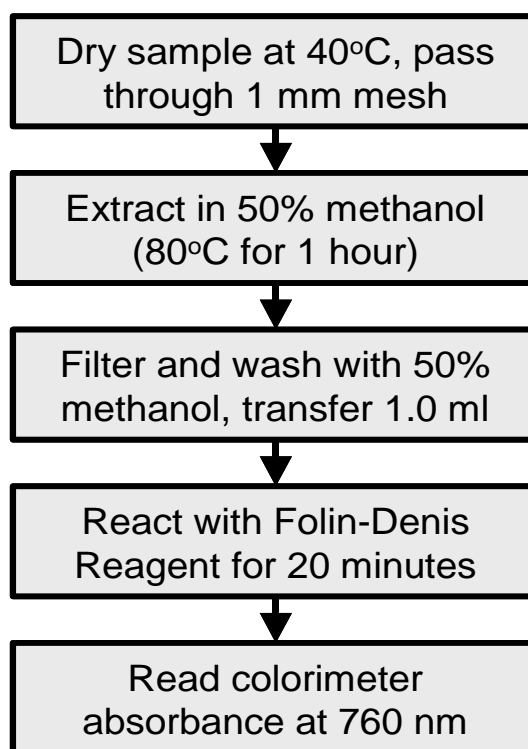 Dry sample at 40oC, pass
through 1 mm mesh
Extract in 50% methanol
(80oC for 1 hour)
Filter and wash with 50%
methanol, transfer 1.0 ml
React with Folin-Denis
Reagent for 20 minutes
Read colorimeter
absorbance at 760 nm